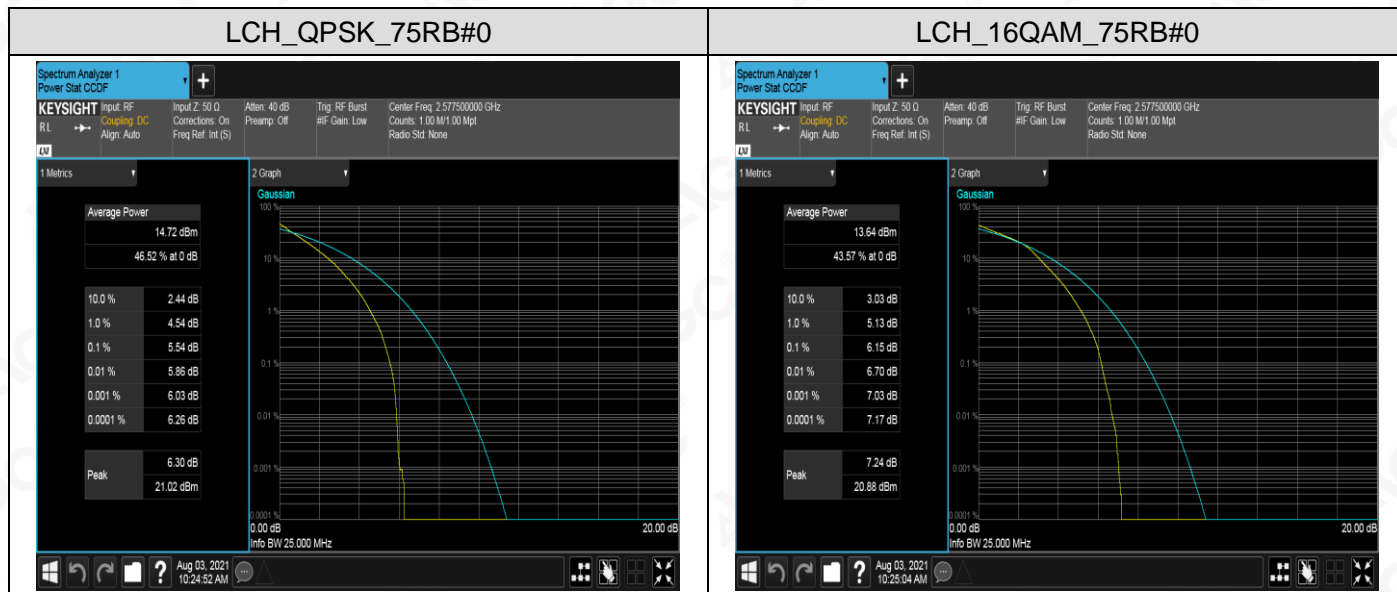 LCH_QPSK_75RB#0
LCH_16QAM_75RB#0
Spectrum Analyzer 1
Power Stat CCDF
+
KEYSIGHT
RL
LXI
Input: RF
Coupling: DC
Align: Auto
Input Z: 50 Ω
Corrections: On
Freq Ref: Int (S)
Atten: 40 dB
Preamp: Off
Trig: RF Burst
#IF Gain: Low
Center Freq: 2.577500000 GHz
Counts: 1.00 M/1.00 Mpt
Radio Std: None
1 Metrics
Average Power
14.72 dBm
46.52 % at 0 dB
10.0 % 2.44 dB
1.0 % 4.54 dB
0.1 % 5.54 dB
0.01 % 5.86 dB
0.001 % 6.03 dB
0.0001 % 6.26 dB
Peak
6.30 dB
21.02 dBm
2 Graph
Gaussian
100 %
10 %
1 %
0.1 %
0.01 %
0.001 %
0.0001 %
0.00 dB
20.00 dB
Info BW 25.000 MHz
?
Aug 03, 2021
10:24:52 AM
Spectrum Analyzer 1
Power Stat CCDF
+
KEYSIGHT
RL
LXI
Input: RF
Coupling: DC
Align: Auto
Input Z: 50 Ω
Corrections: On
Freq Ref: Int (S)
Atten: 40 dB
Preamp: Off
Trig: RF Burst
#IF Gain: Low
Center Freq: 2.577500000 GHz
Counts: 1.00 M/1.00 Mpt
Radio Std: None
1 Metrics
Average Power
13.64 dBm
43.57 % at 0 dB
10.0 % 3.03 dB
1.0 % 5.13 dB
0.1 % 6.15 dB
0.01 % 6.70 dB
0.001 % 7.03 dB
0.0001 % 7.17 dB
Peak
7.24 dB
20.88 dBm
2 Graph
Gaussian
100 %
10 %
1 %
0.1 %
0.01 %
0.001 %
0.0001 %
0.00 dB
20.00 dB
Info BW 25.000 MHz
?
Aug 03, 2021
10:25:04 AM